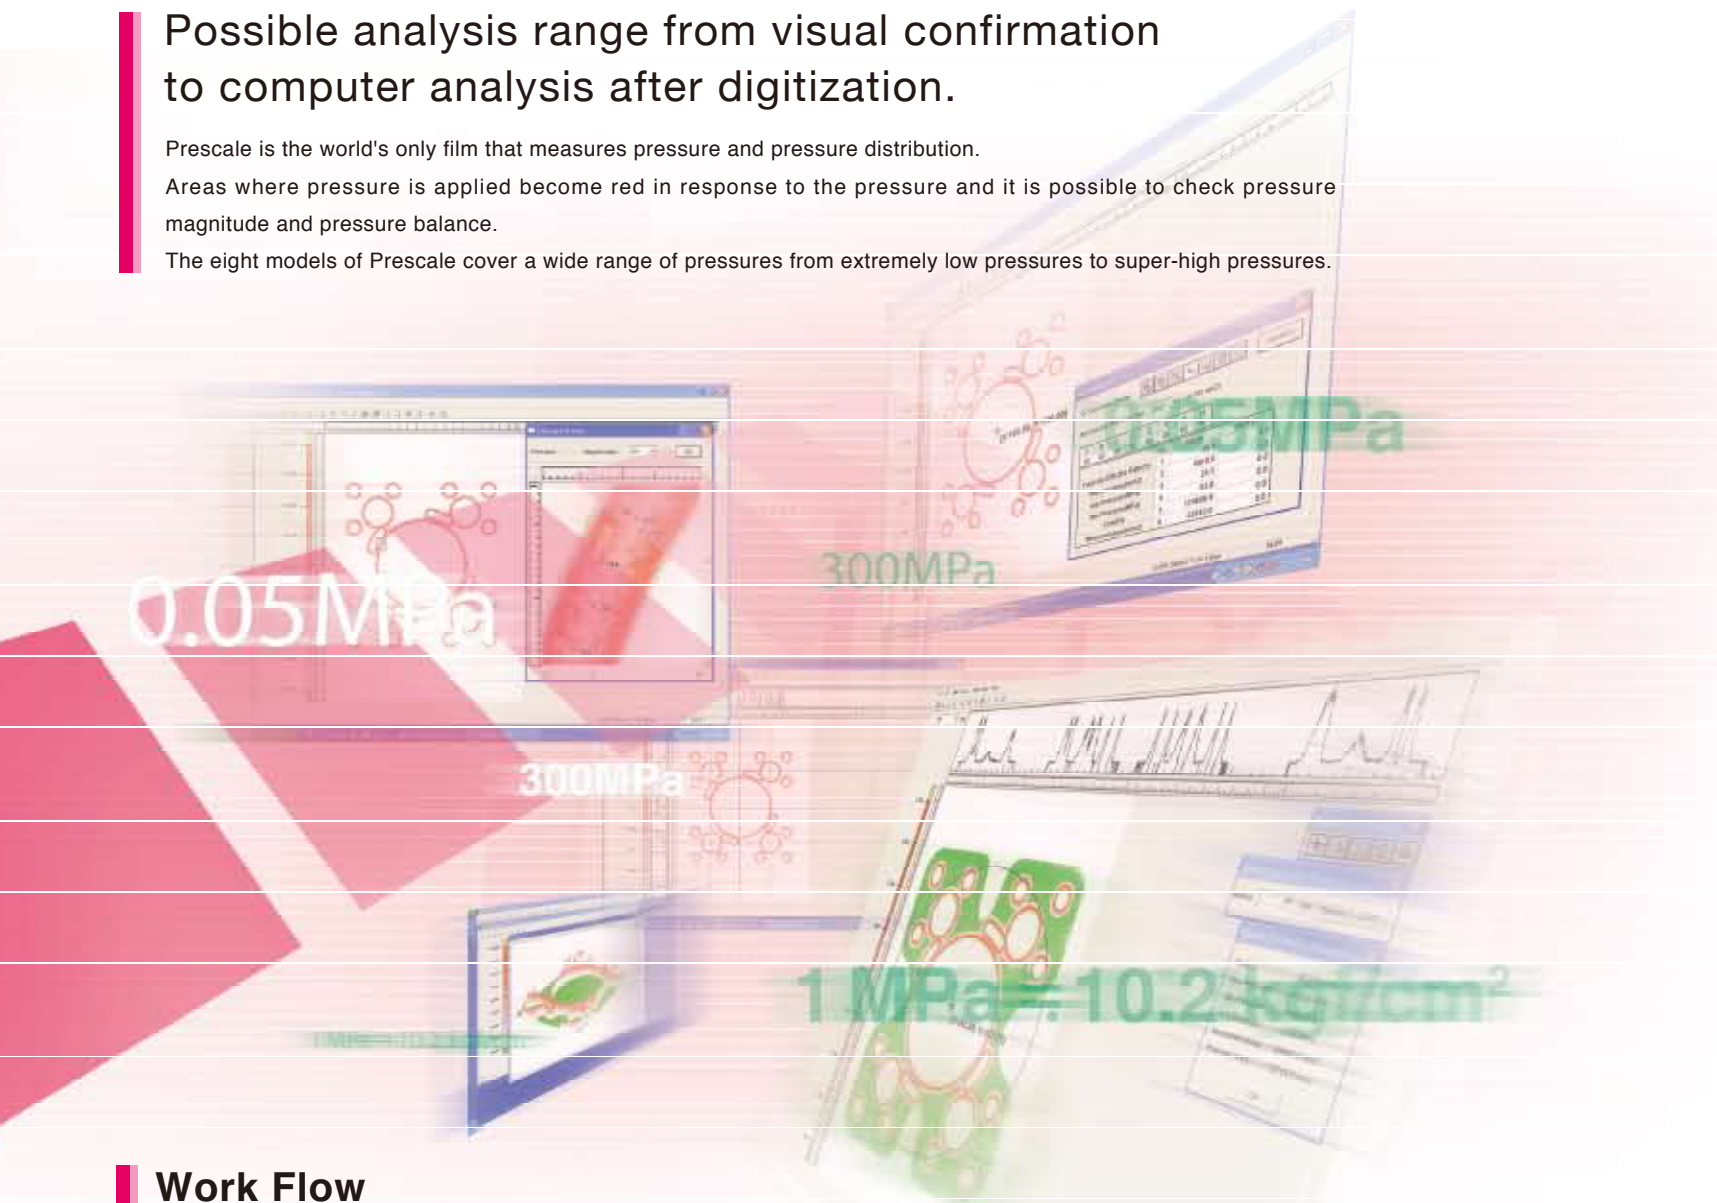 Possible analysis range from visual confirmation
to computer analysis after digitization.
Prescale is the world's only film that measures pressure and pressure distribution.
Areas where pressure is applied become red in response to the pressure and it is possible to check pressure
magnitude and pressure balance.
The eight models of Prescale cover a wide range of pressures from extremely low pressures to super-high pressures.
0.05MPa
300MPa
0.05MPa
300MPa
1 MPa = 10.2 kgf/cm²
Work Flow